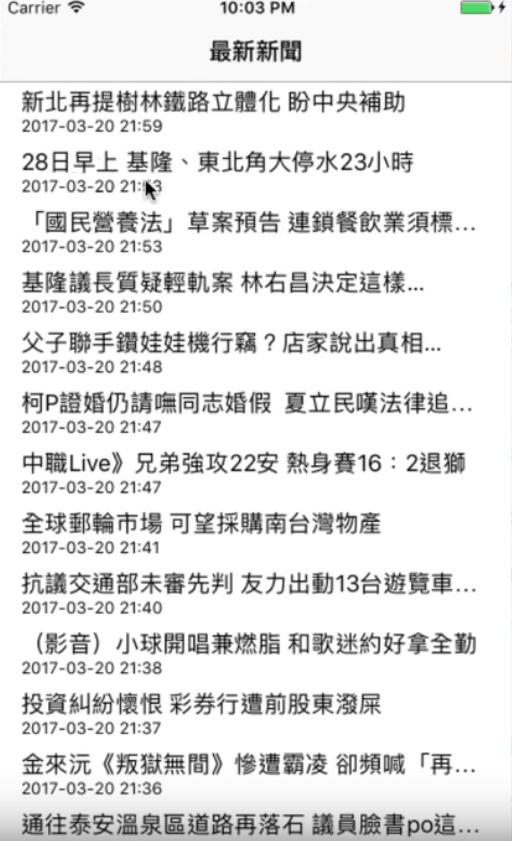 Carrier 10:03 PM
最新新聞
新北再提樹林鐵路立體化 盼中央補助
2017-03-20 21:59
28日早上 基隆、東北角大停水23小時
2017-03-20 21:53
「國民營養法」草案預告 連鎖餐飲業須標...
2017-03-20 21:53
基隆議長質疑輕軌案 林右昌決定這樣...
2017-03-20 21:50
父子聯手鑽娃娃機行竊？店家說出真相...
2017-03-20 21:48
柯P證婚仍請嘸同志婚假 夏立民嘆法律追...
2017-03-20 21:47
中職Live》兄弟強攻22安 熱身賽16：2退獅
2017-03-20 21:47
全球郵輪市場 可望採購南台灣物產
2017-03-20 21:41
抗議交通部未審先判 友力出動13台遊覽車...
2017-03-20 21:40
（影音）小球開唱兼燃脂 和歌迷約好拿全勤
2017-03-20 21:38
投資糾紛懷恨 彩券行遭前股東潑屎
2017-03-20 21:37
金來沅《叛獄無間》慘遭霸凌 卻頻喊「再...
2017-03-20 21:36
通往泰安溫泉區道路再落石 議員臉書po這...